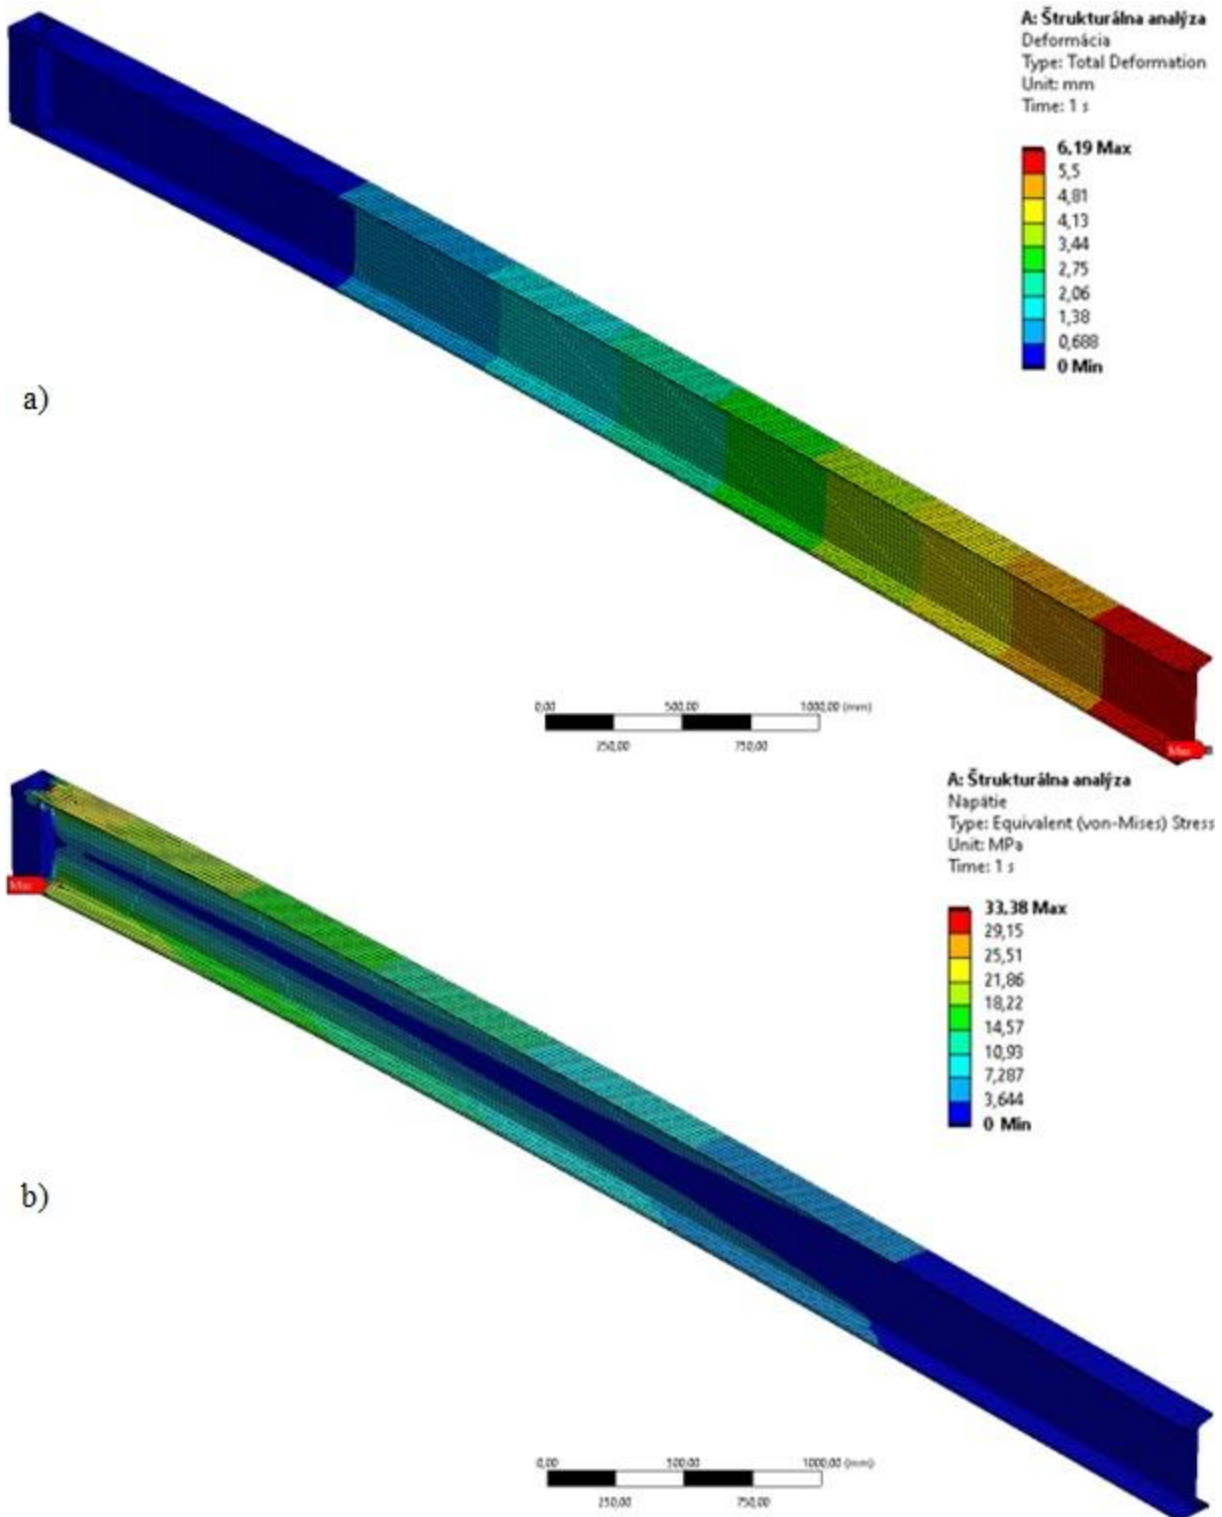 A: Štrukturálna analýza
Deformácia
Type: Total Deformation
Unit: mm
Time: 1 s
6,19 Max
5,5
4,81
4,13
3,44
2,75
2,06
1,38
0,688
0 Min
a)
0,00 500,00 1000,00 (mm)
250,00 750,00
Max
A: Štrukturálna analýza
Napätie
Type: Equivalent (von-Mises) Stress
Unit: MPa
Time: 1 s
Max
33,38 Max
29,15
25,51
21,86
18,22
14,57
10,93
7,287
3,644
0 Min
b)
0,00 500,00 1000,00 (mm)
250,00 750,00